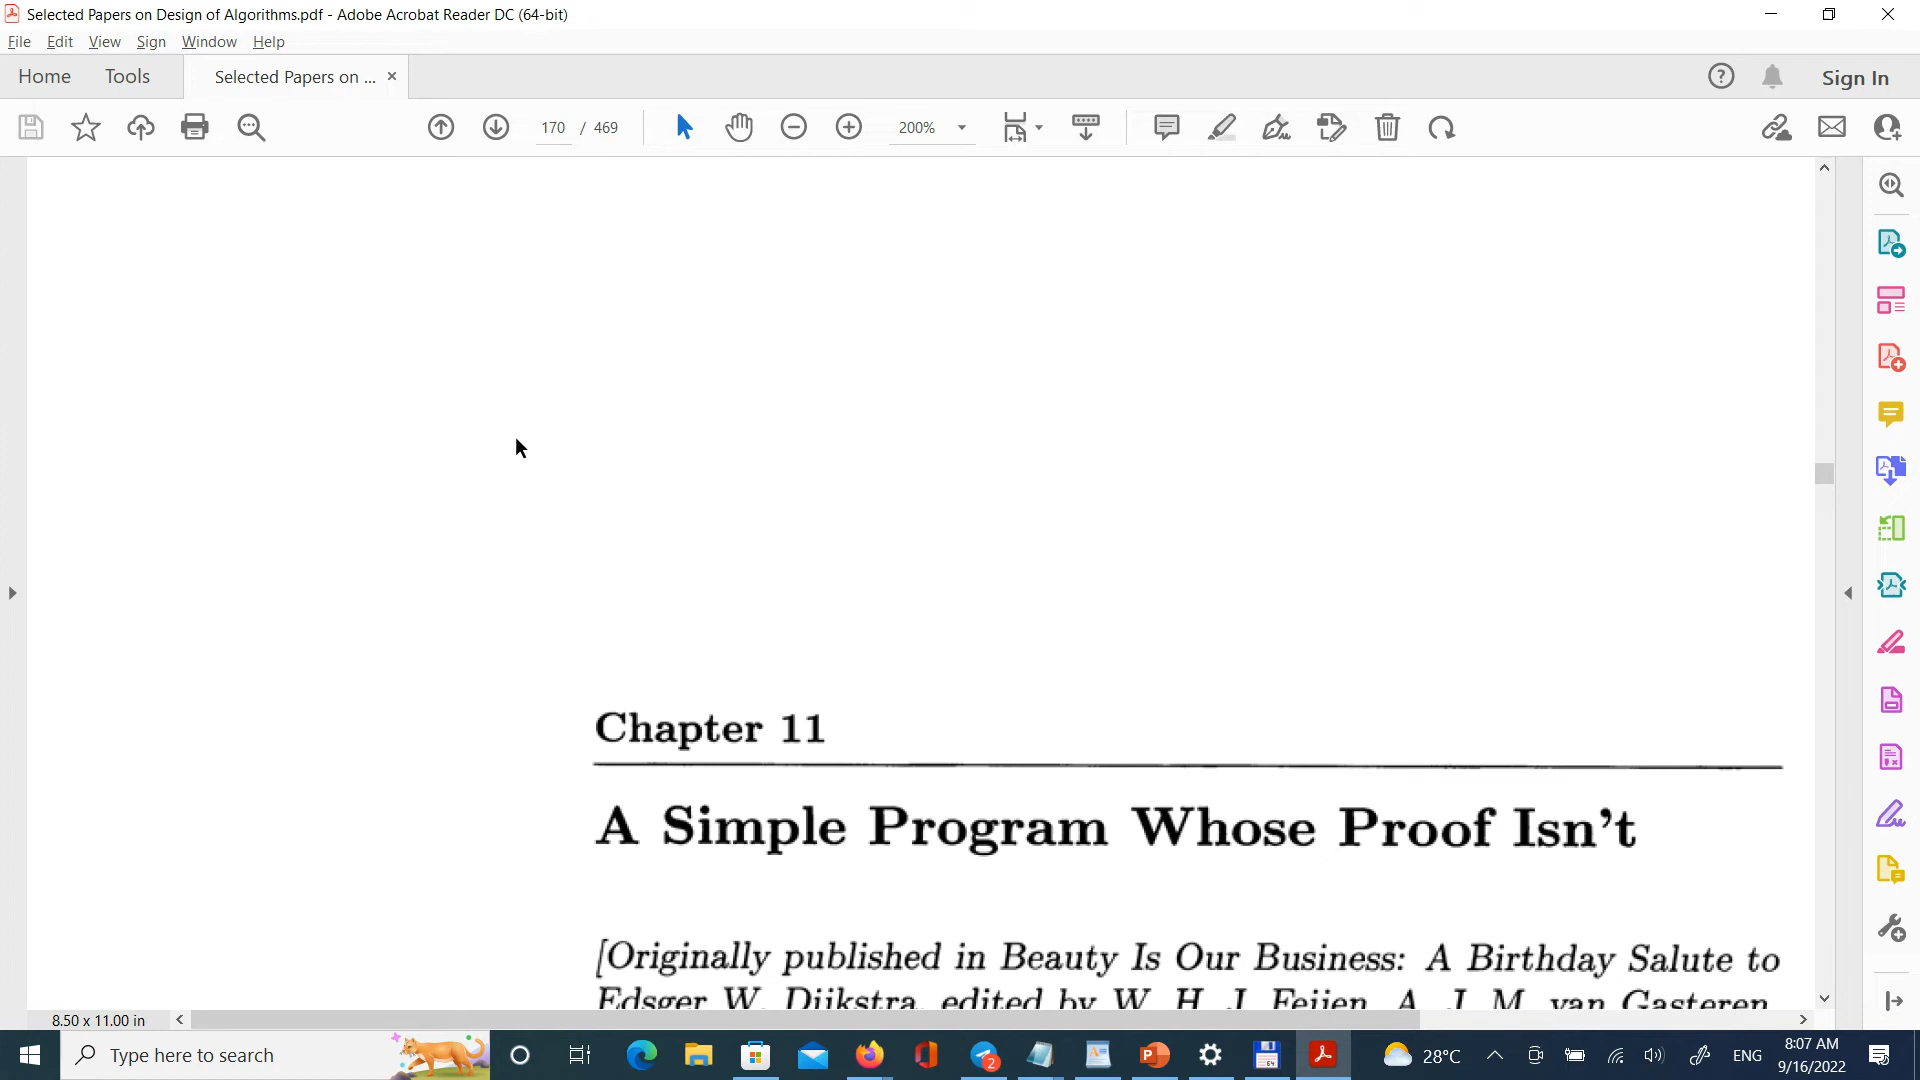 Selected Papers on Design of Algorithms.pdf - Adobe Acrobat Reader DC (64-bit)
File Edit View Sign Window Help
Home Tools Selected Papers on ... × Sign In
170 / 469 200%
Chapter 11
A Simple Program Whose Proof Isn't
[Originally published in Beauty Is Our Business: A Birthday Salute to
Edsger W. Dijkstra, edited by W. H. J. Feijen, A. J. M. van Gasteren,
8.50 x 11.00 in
Type here to search 2 64 28°C ENG 8:07 AM
9/16/2022